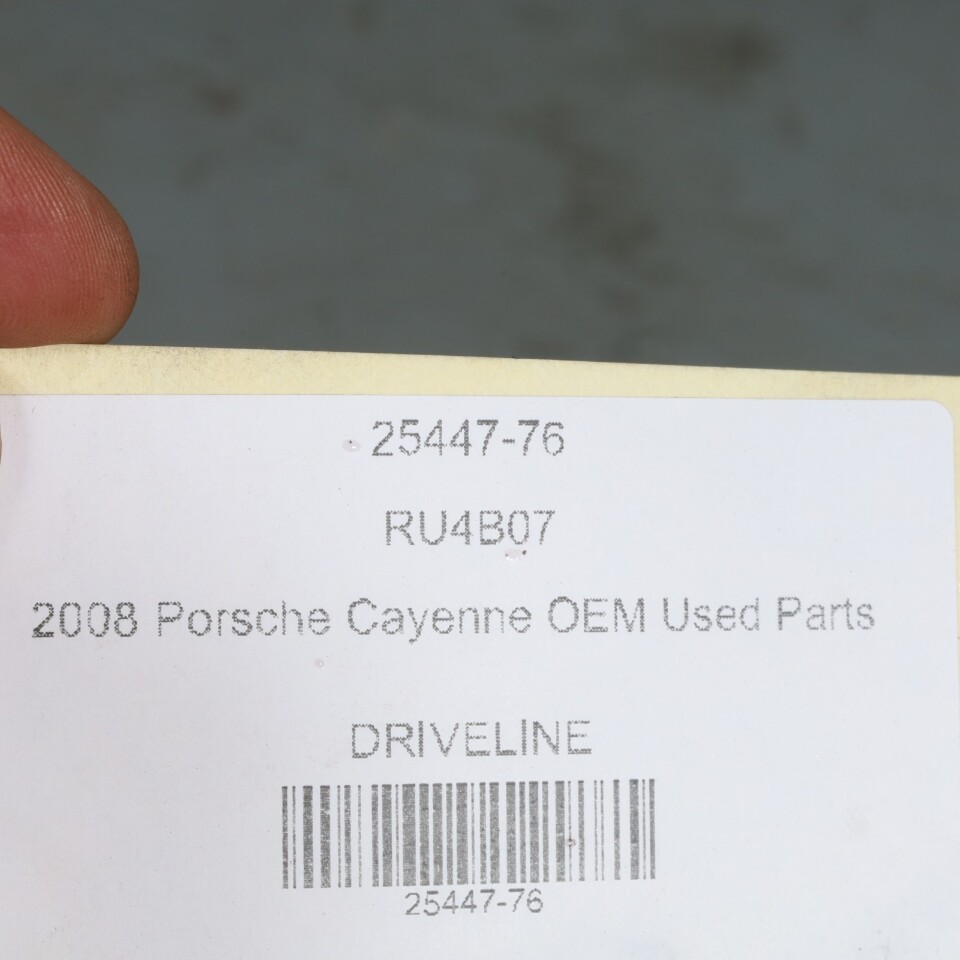 25447-76
RU4B07
2008 Porsche Cayenne OEM Used Parts
DRIVELINE
25447-76